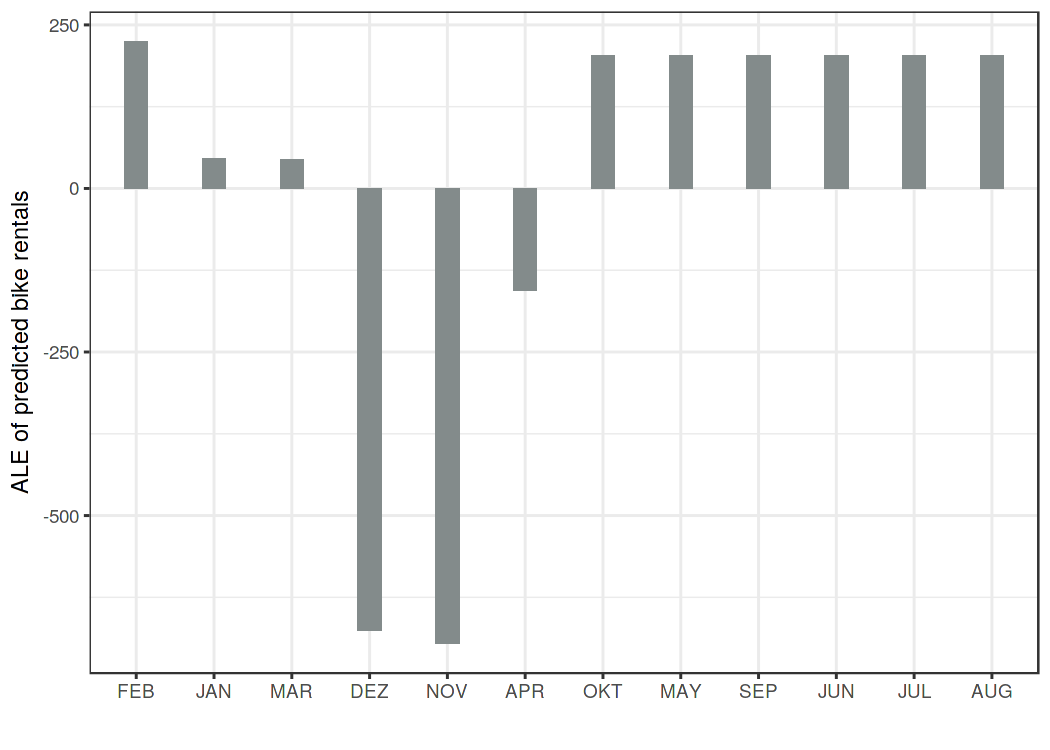 250
0
-250
-500
ALE of predicted bike rentals
FEB JAN MAR DEZ NOV APR OKT MAY SEP JUN JUL AUG